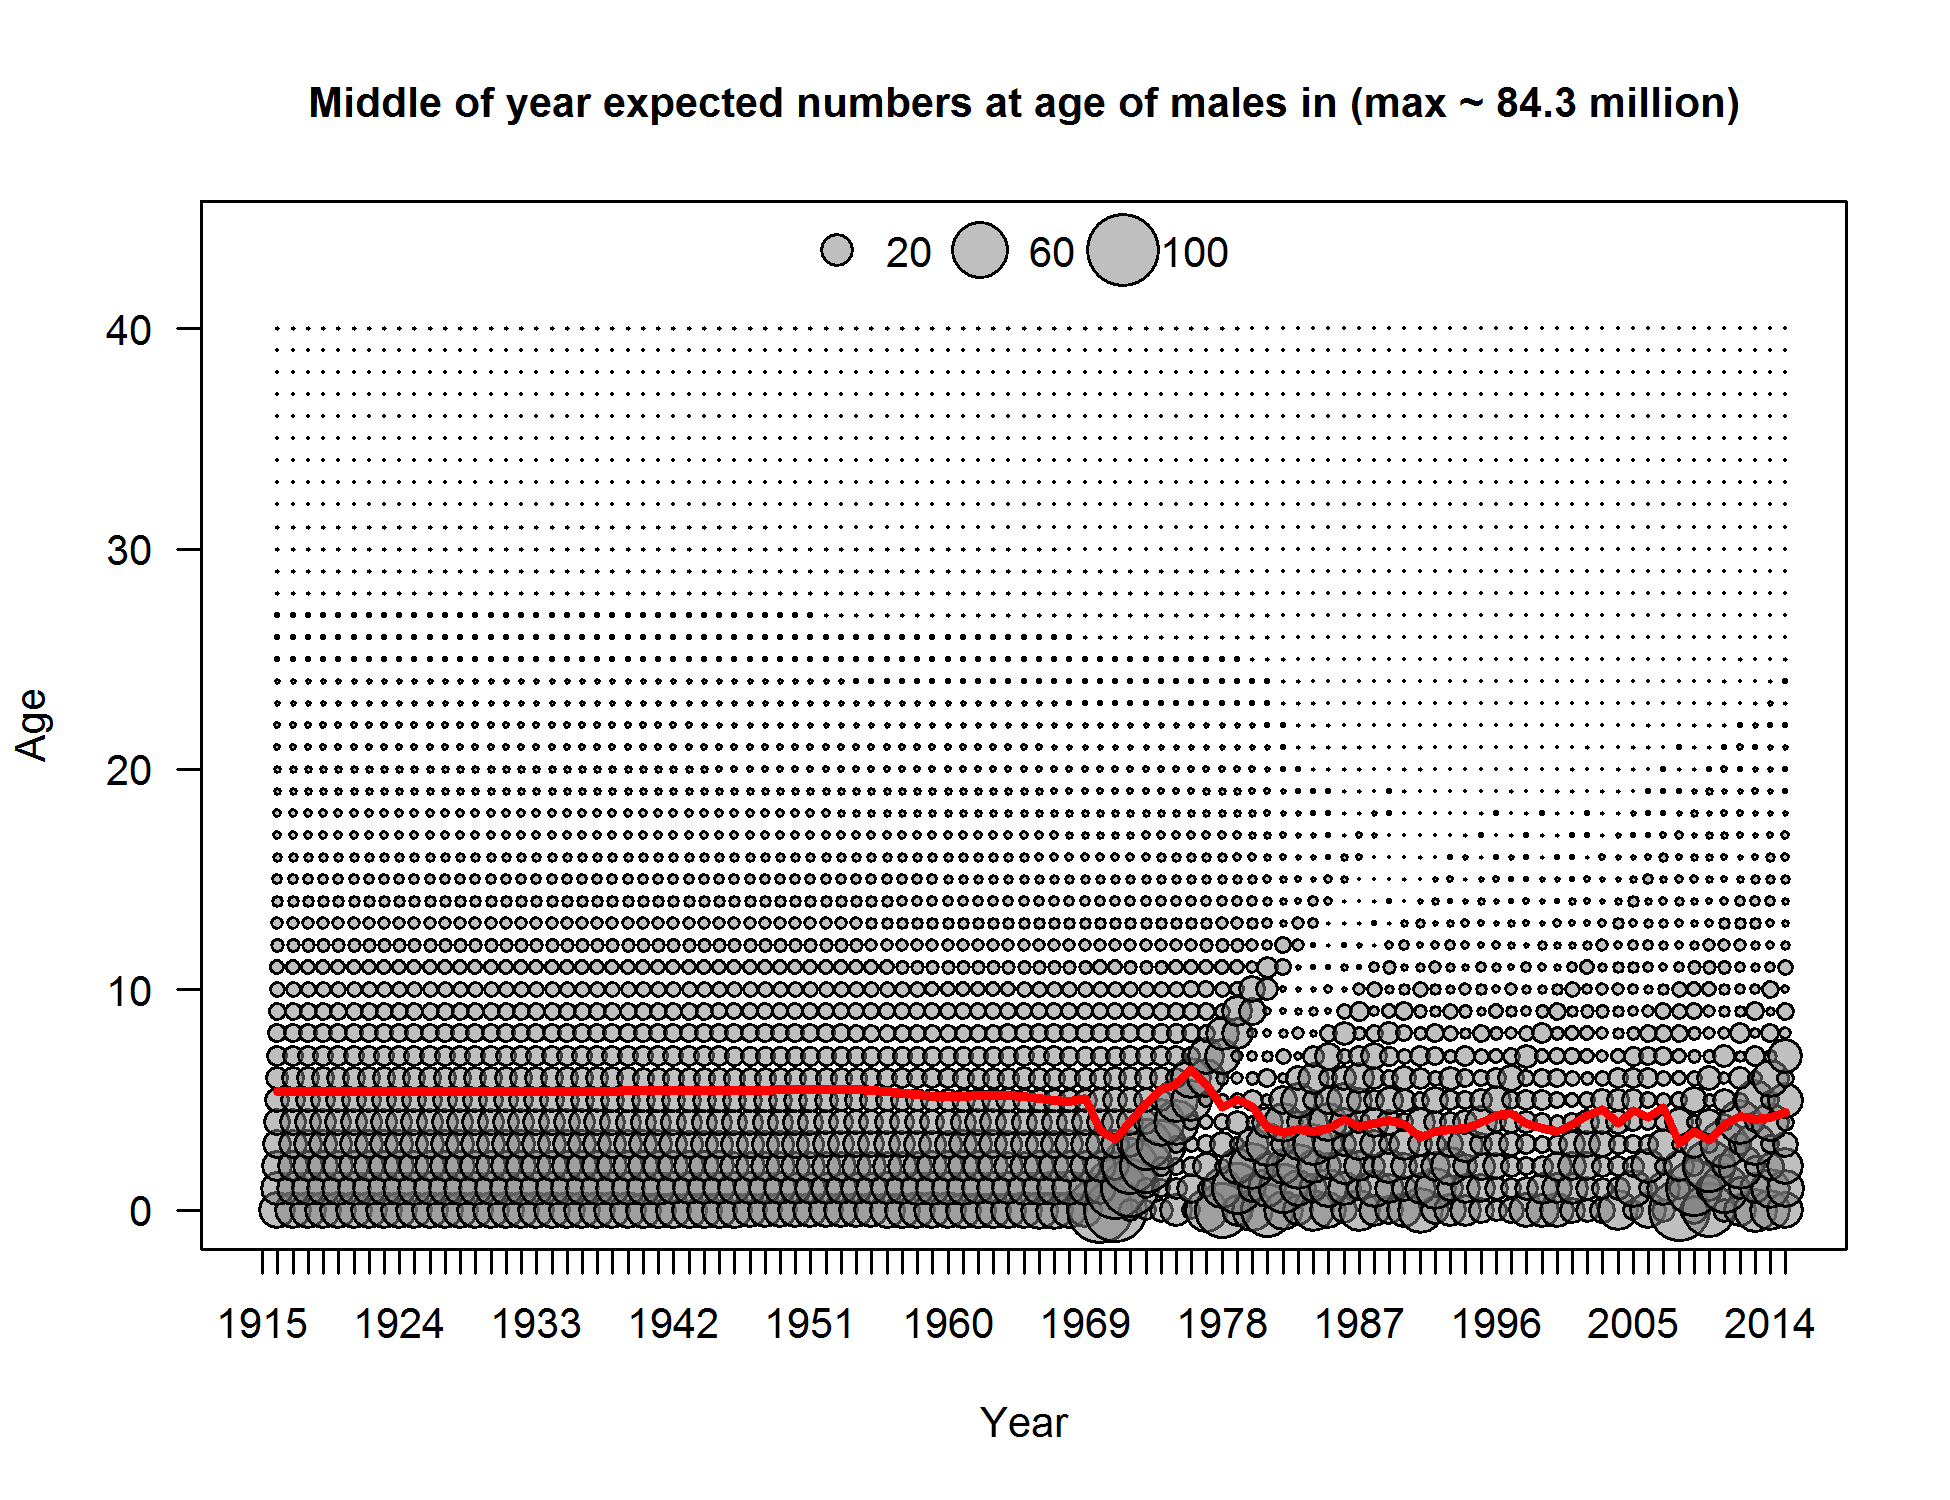 Middle of year expected numbers at age of males in (max ~ 84.3 million)
20 60 100
40
30
20
10
0
Age
1915 1924 1933 1942 1951 1960 1969 1978 1987 1996 2005 2014
Year